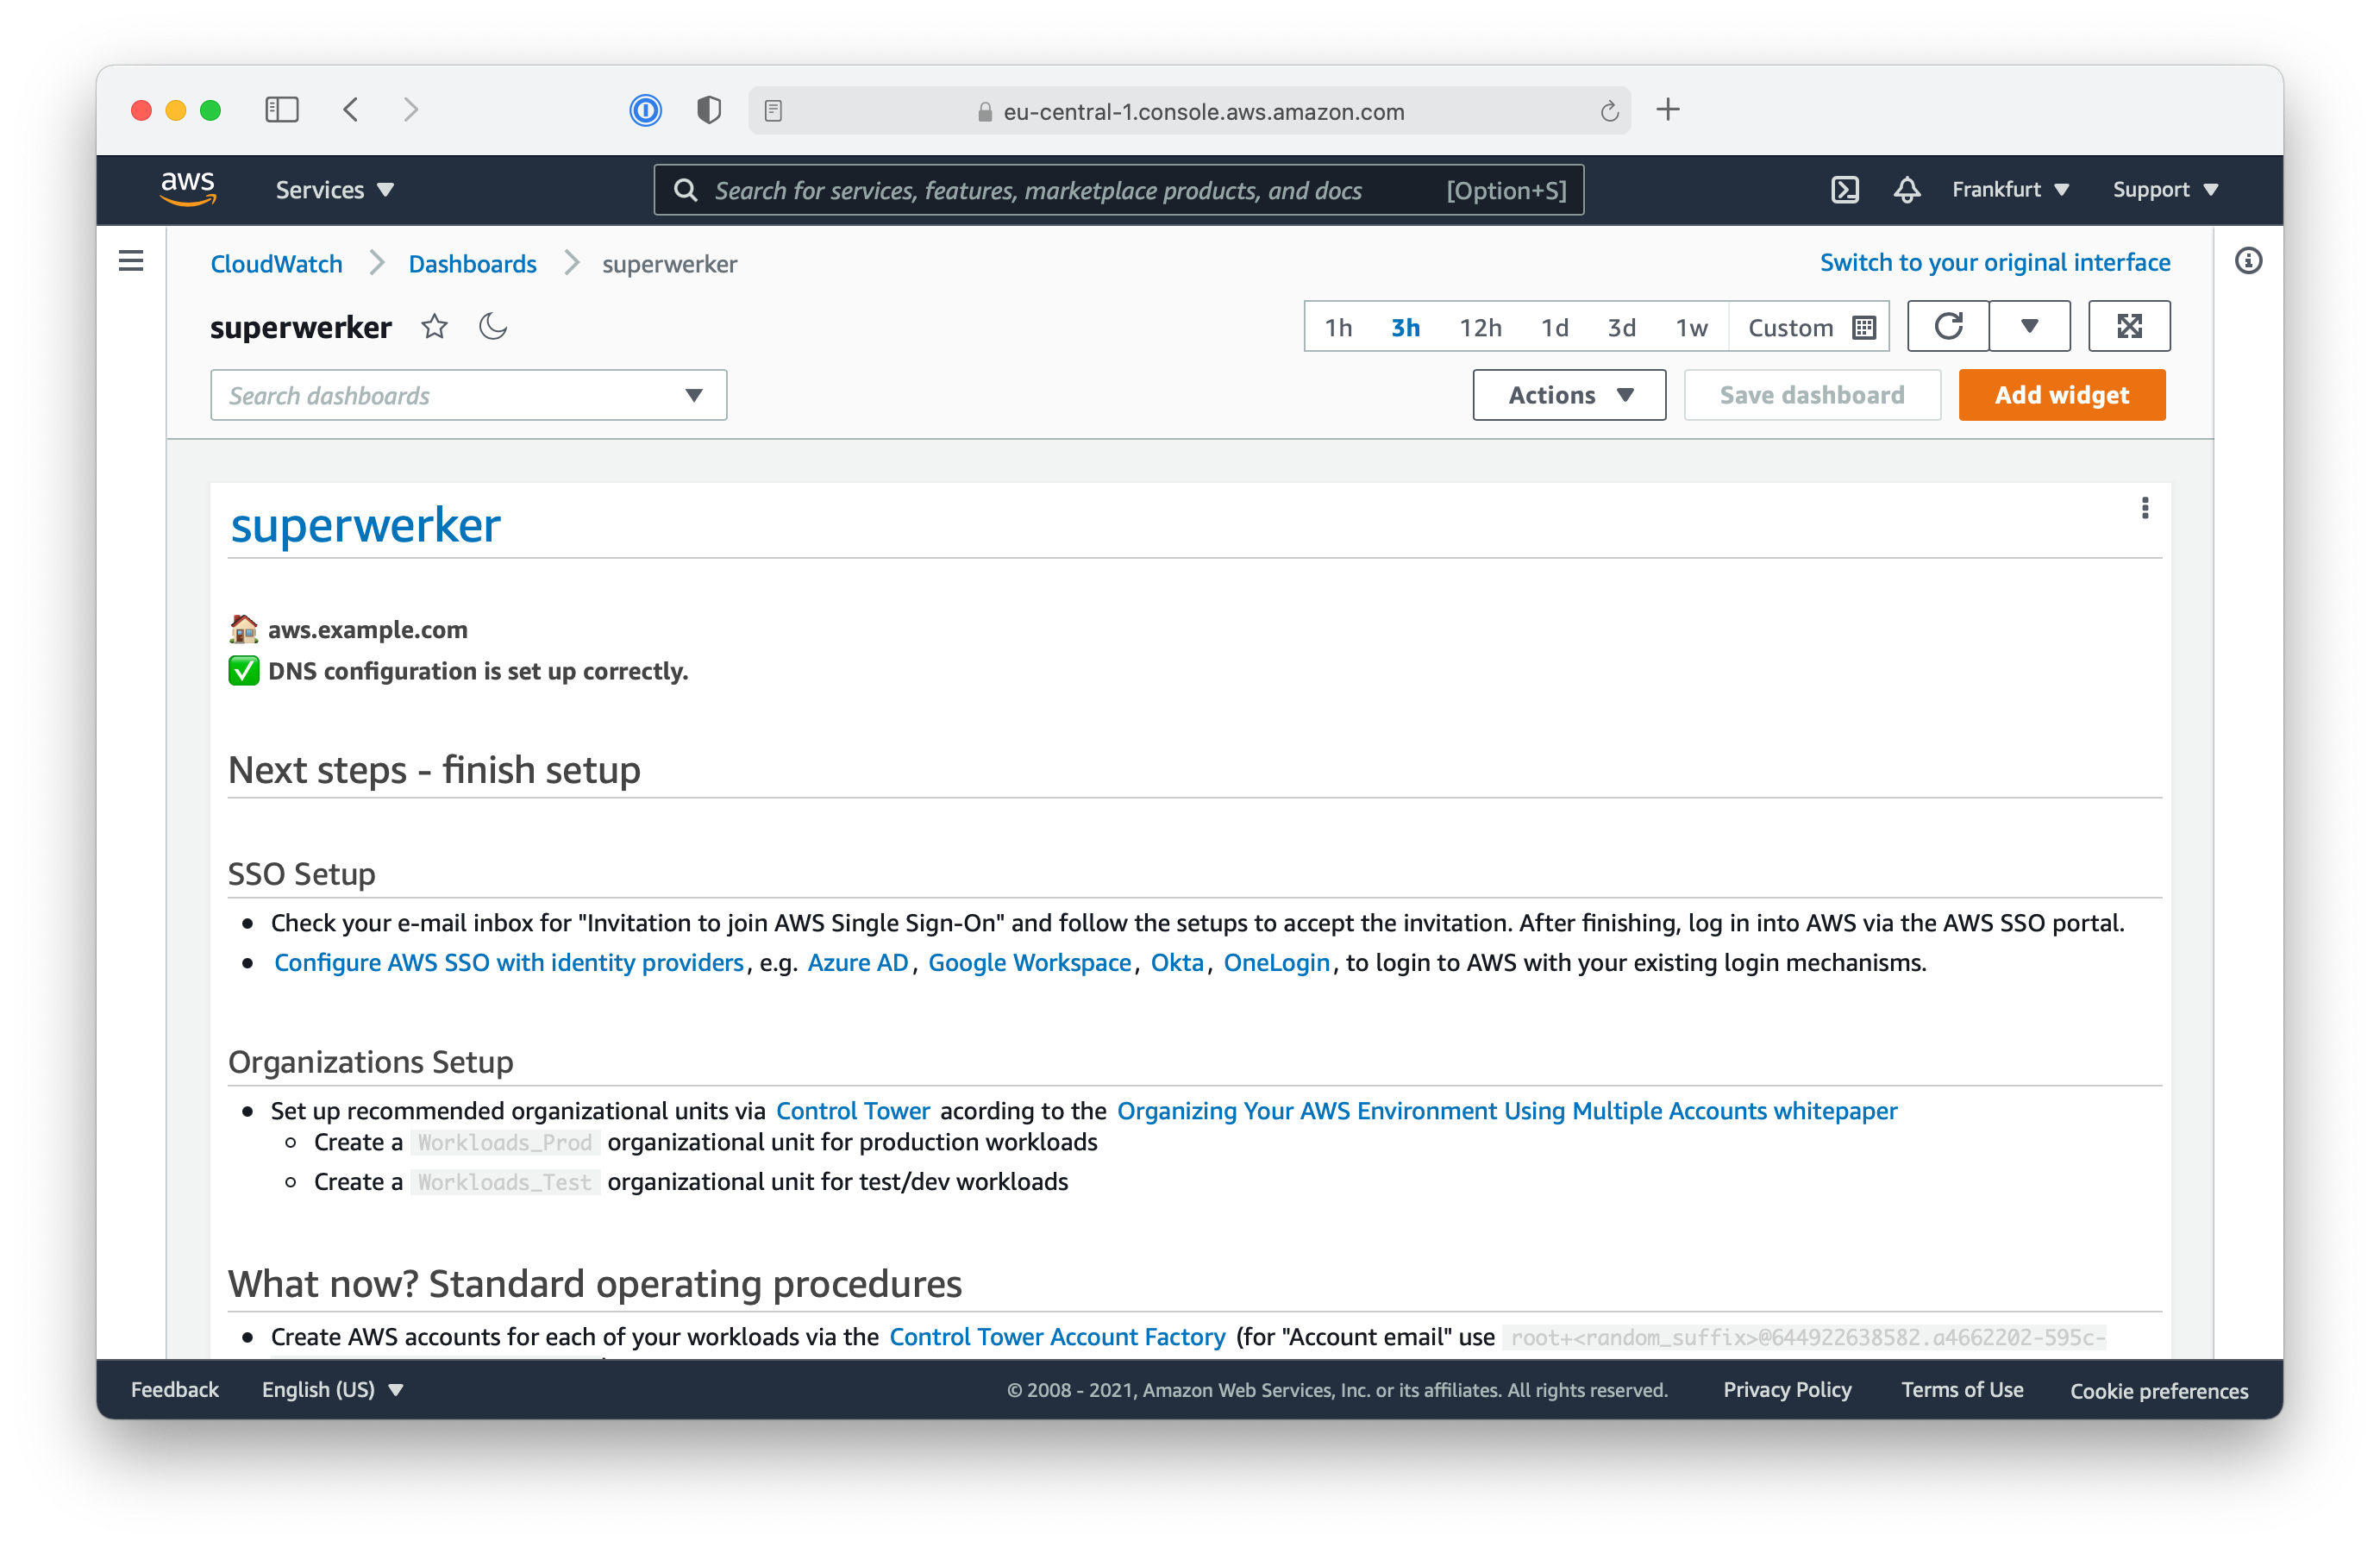 eu-central-1.console.aws.amazon.com
aws Services Search for services, features, marketplace products, and docs [Option+S] Frankfurt Support
CloudWatch Dashboards superwerker Switch to your original interface
superwerker 1h 3h 12h 1d 3d 1w Custom
Search dashboards Actions Save dashboard Add widget
superwerker
aws.example.com
DNS configuration is set up correctly.
Next steps - finish setup
SSO Setup
Check your e-mail inbox for "Invitation to join AWS Single Sign-On" and follow the setups to accept the invitation. After finishing, log in into AWS via the AWS SSO portal.
Configure AWS SSO with identity providers, e.g. Azure AD, Google Workspace, Okta, OneLogin, to login to AWS with your existing login mechanisms.
Organizations Setup
Set up recommended organizational units via Control Tower acording to the Organizing Your AWS Environment Using Multiple Accounts whitepaper
Create a Workloads_Prod organizational unit for production workloads
Create a Workloads_Test organizational unit for test/dev workloads
What now? Standard operating procedures
Create AWS accounts for each of your workloads via the Control Tower Account Factory (for "Account email" use root+<random_suffix>@644922638582.a4662202-595c-
Feedback English (US) © 2008 - 2021, Amazon Web Services, Inc. or its affiliates. All rights reserved. Privacy Policy Terms of Use Cookie preferences